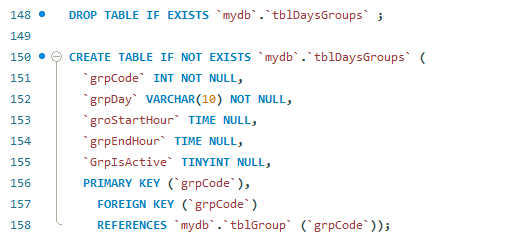 148 DROP TABLE IF EXISTS `mydb`.`tblDaysGroups` ;
149
150 CREATE TABLE IF NOT EXISTS `mydb`.`tblDaysGroups` (
151 `grpCode` INT NOT NULL,
152 `grpDay` VARCHAR(10) NOT NULL,
153 `groStartHour` TIME NULL,
154 `grpEndHour` TIME NULL,
155 `GrpIsActive` TINYINT NULL,
156 PRIMARY KEY (`grpCode`),
157 FOREIGN KEY (`grpCode`)
158 REFERENCES `mydb`.`tblGroup` (`grpCode`));